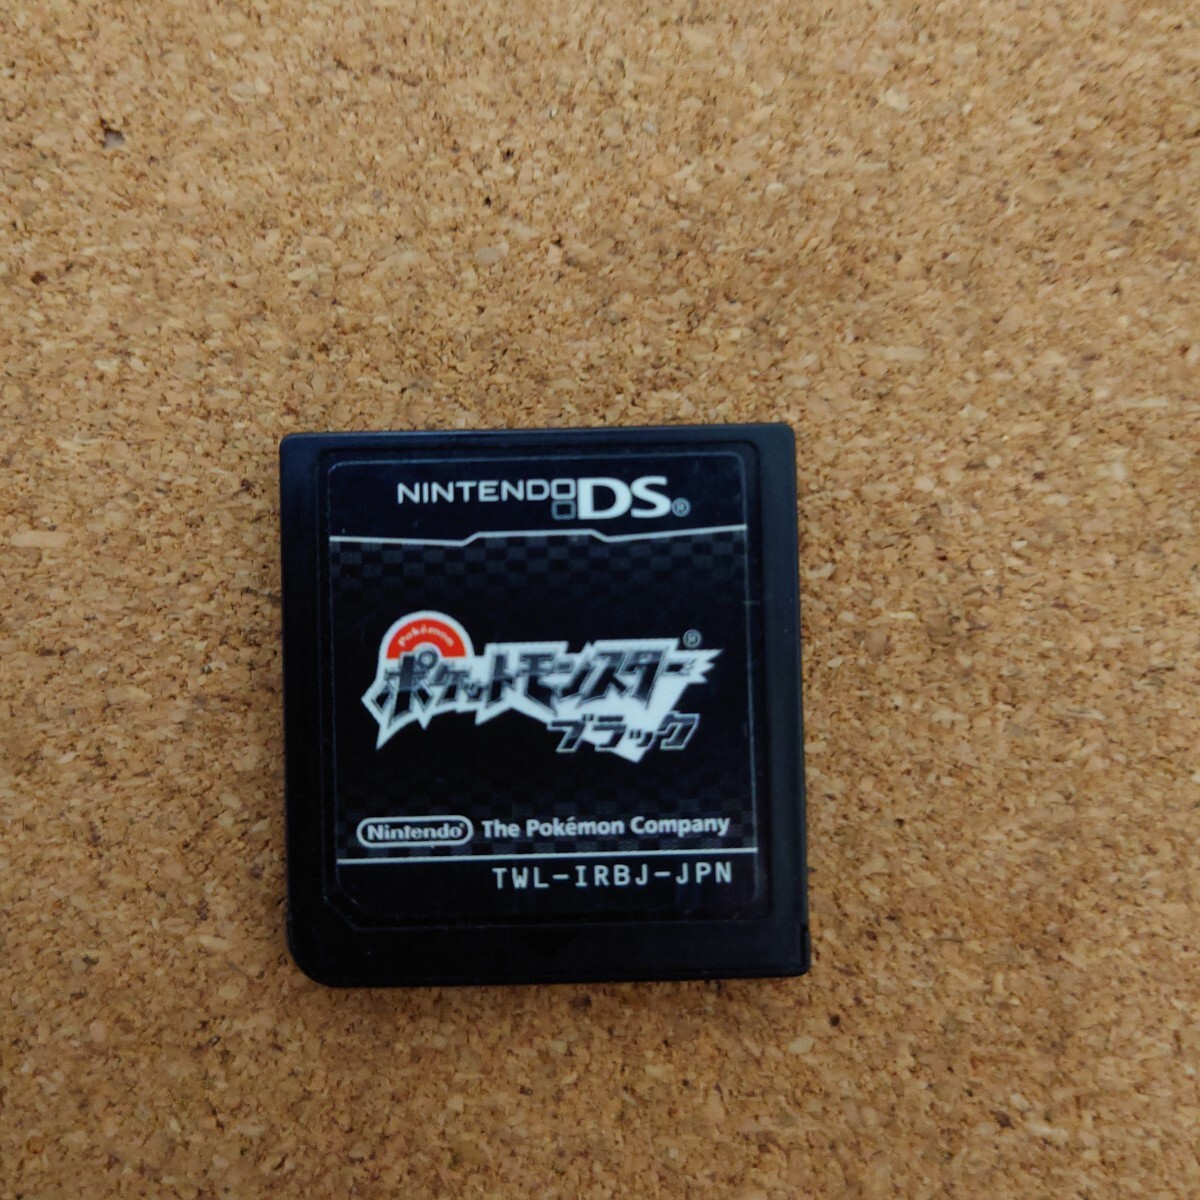 NINTENDO DS®
Pokémon
ポケットモンスター®
ブラック
Nintendo® The Pokémon Company
TWL-IRBJ-JPN